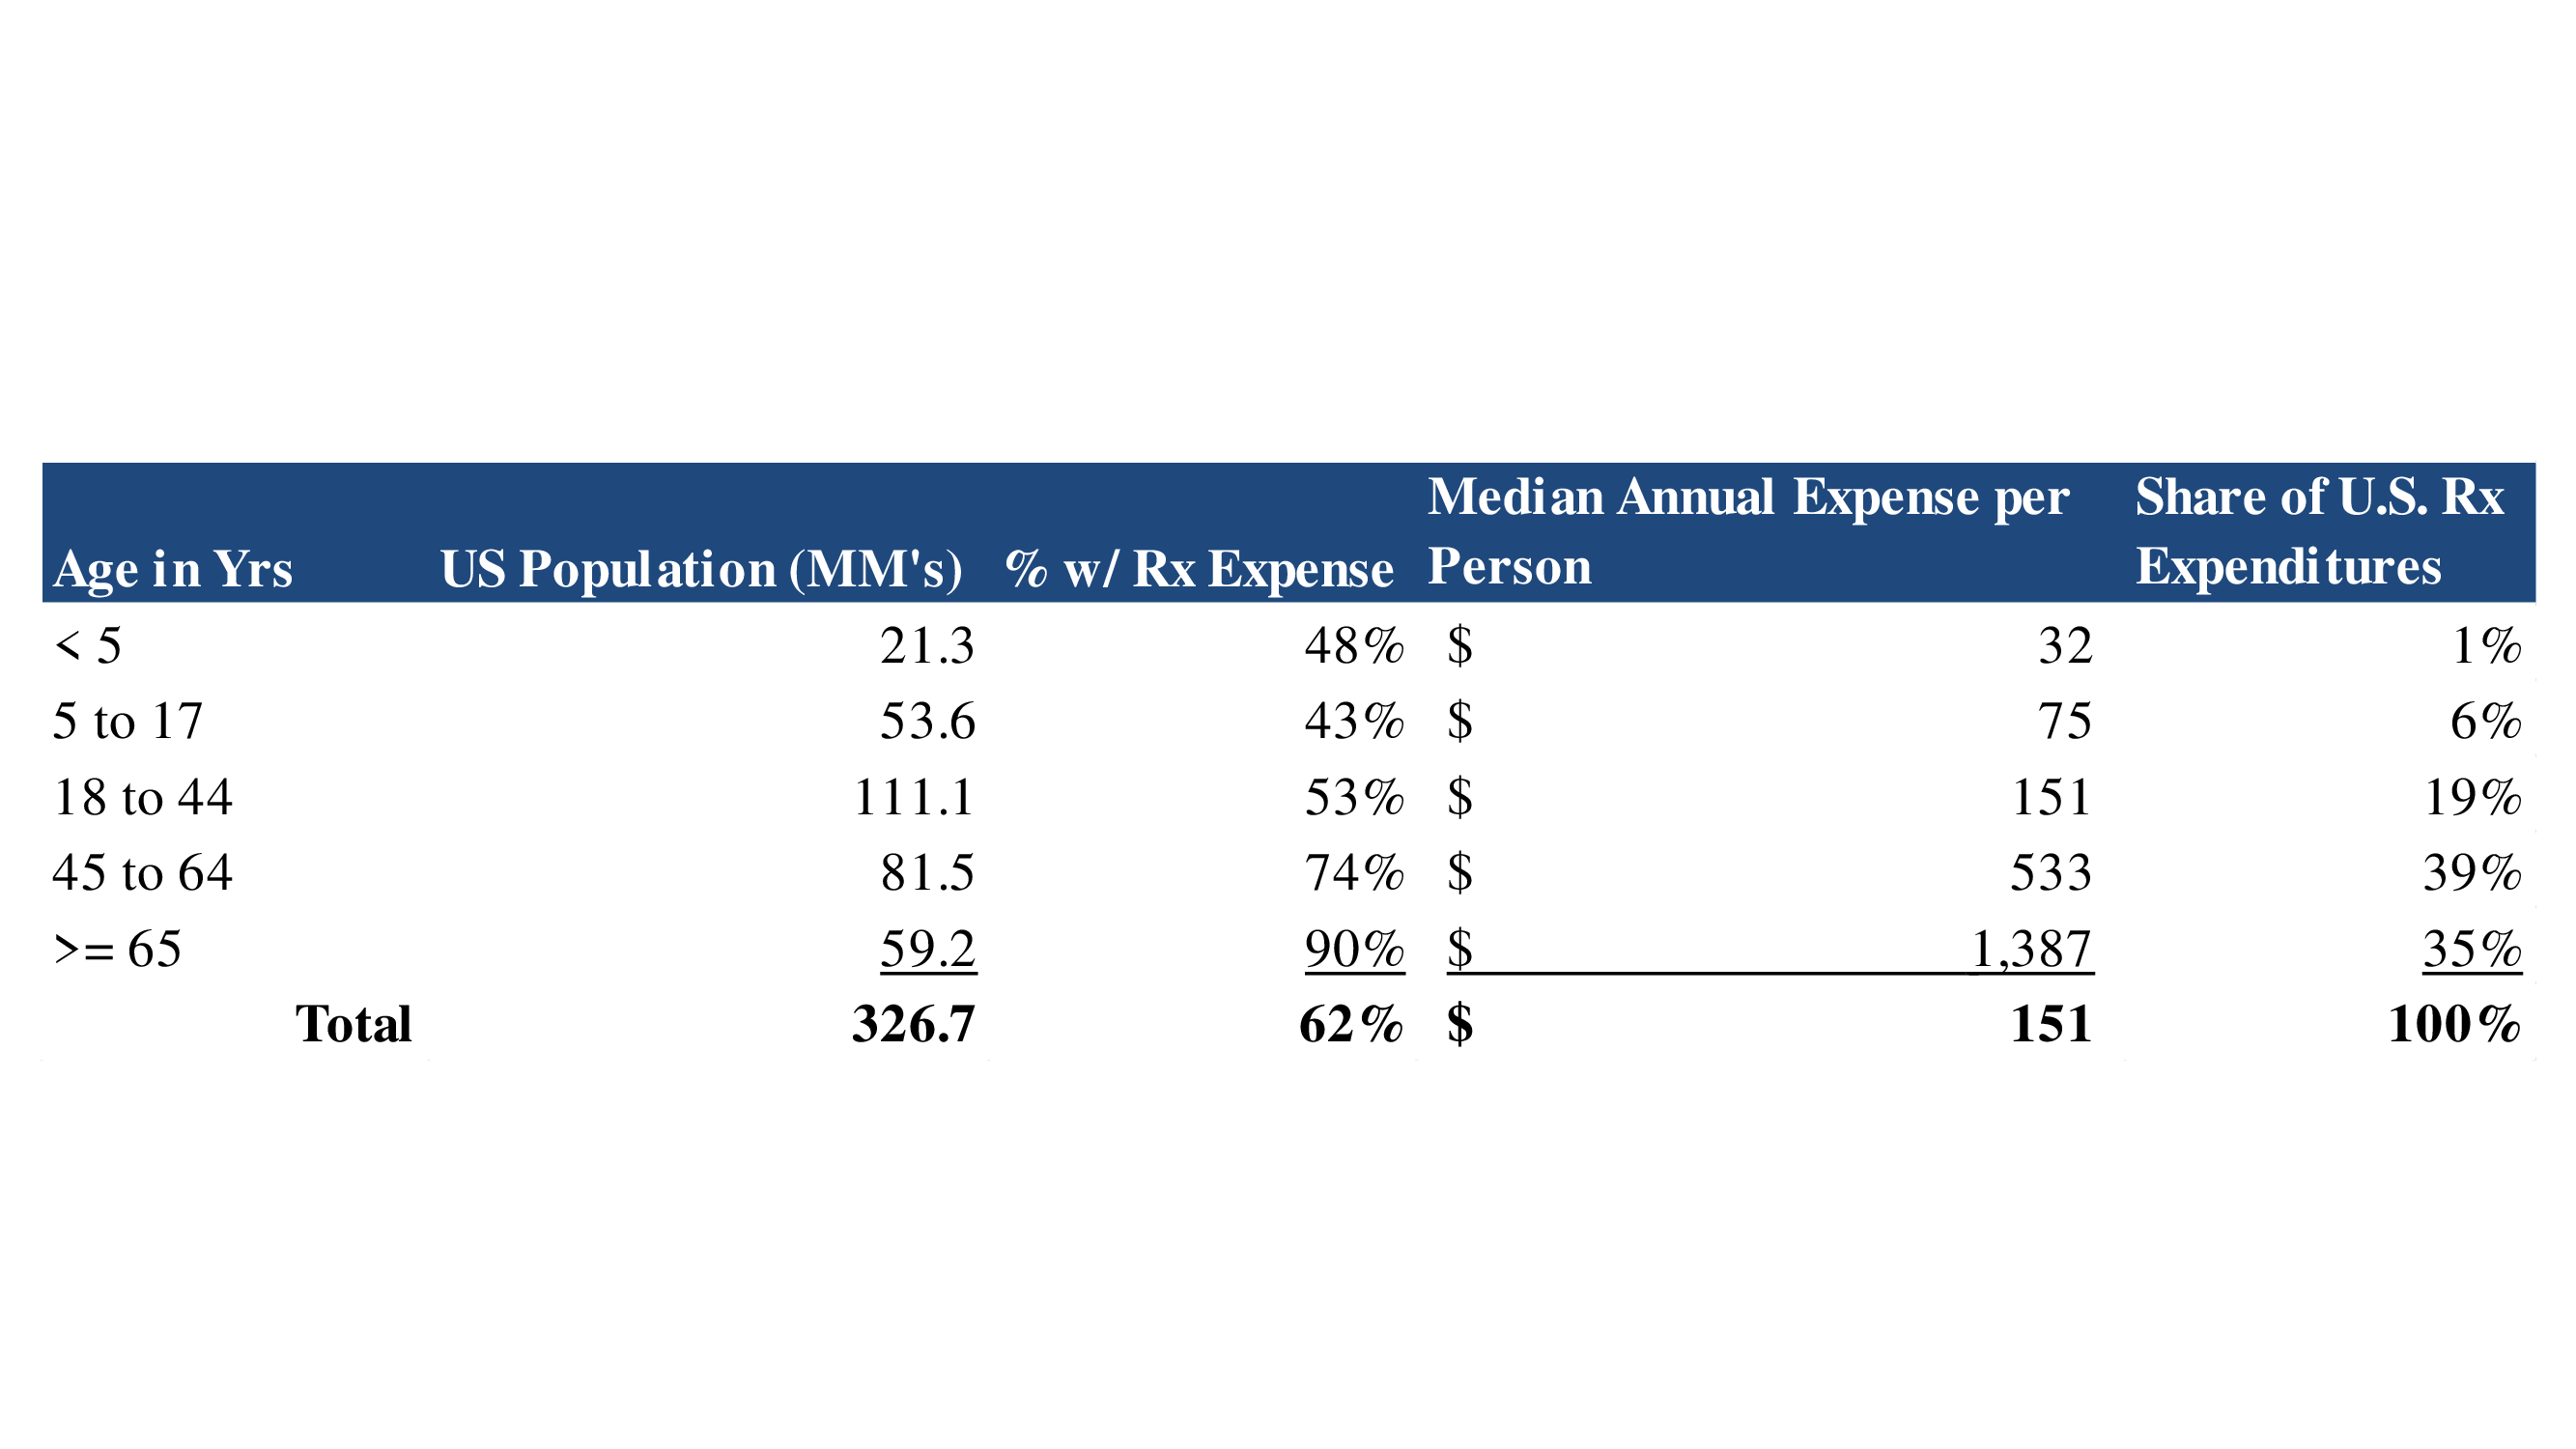 Age in Yrs US Population (MM's) % w/ Rx Expense Median Annual Expense per Person Share of U.S. Rx Expenditures
< 5 21.3 48% $ 32 1%
5 to 17 53.6 43% $ 75 6%
18 to 44 111.1 53% $ 151 19%
45 to 64 81.5 74% $ 533 39%
>= 65 59.2 90% $ 1,387 35%
Total 326.7 62% $ 151 100%